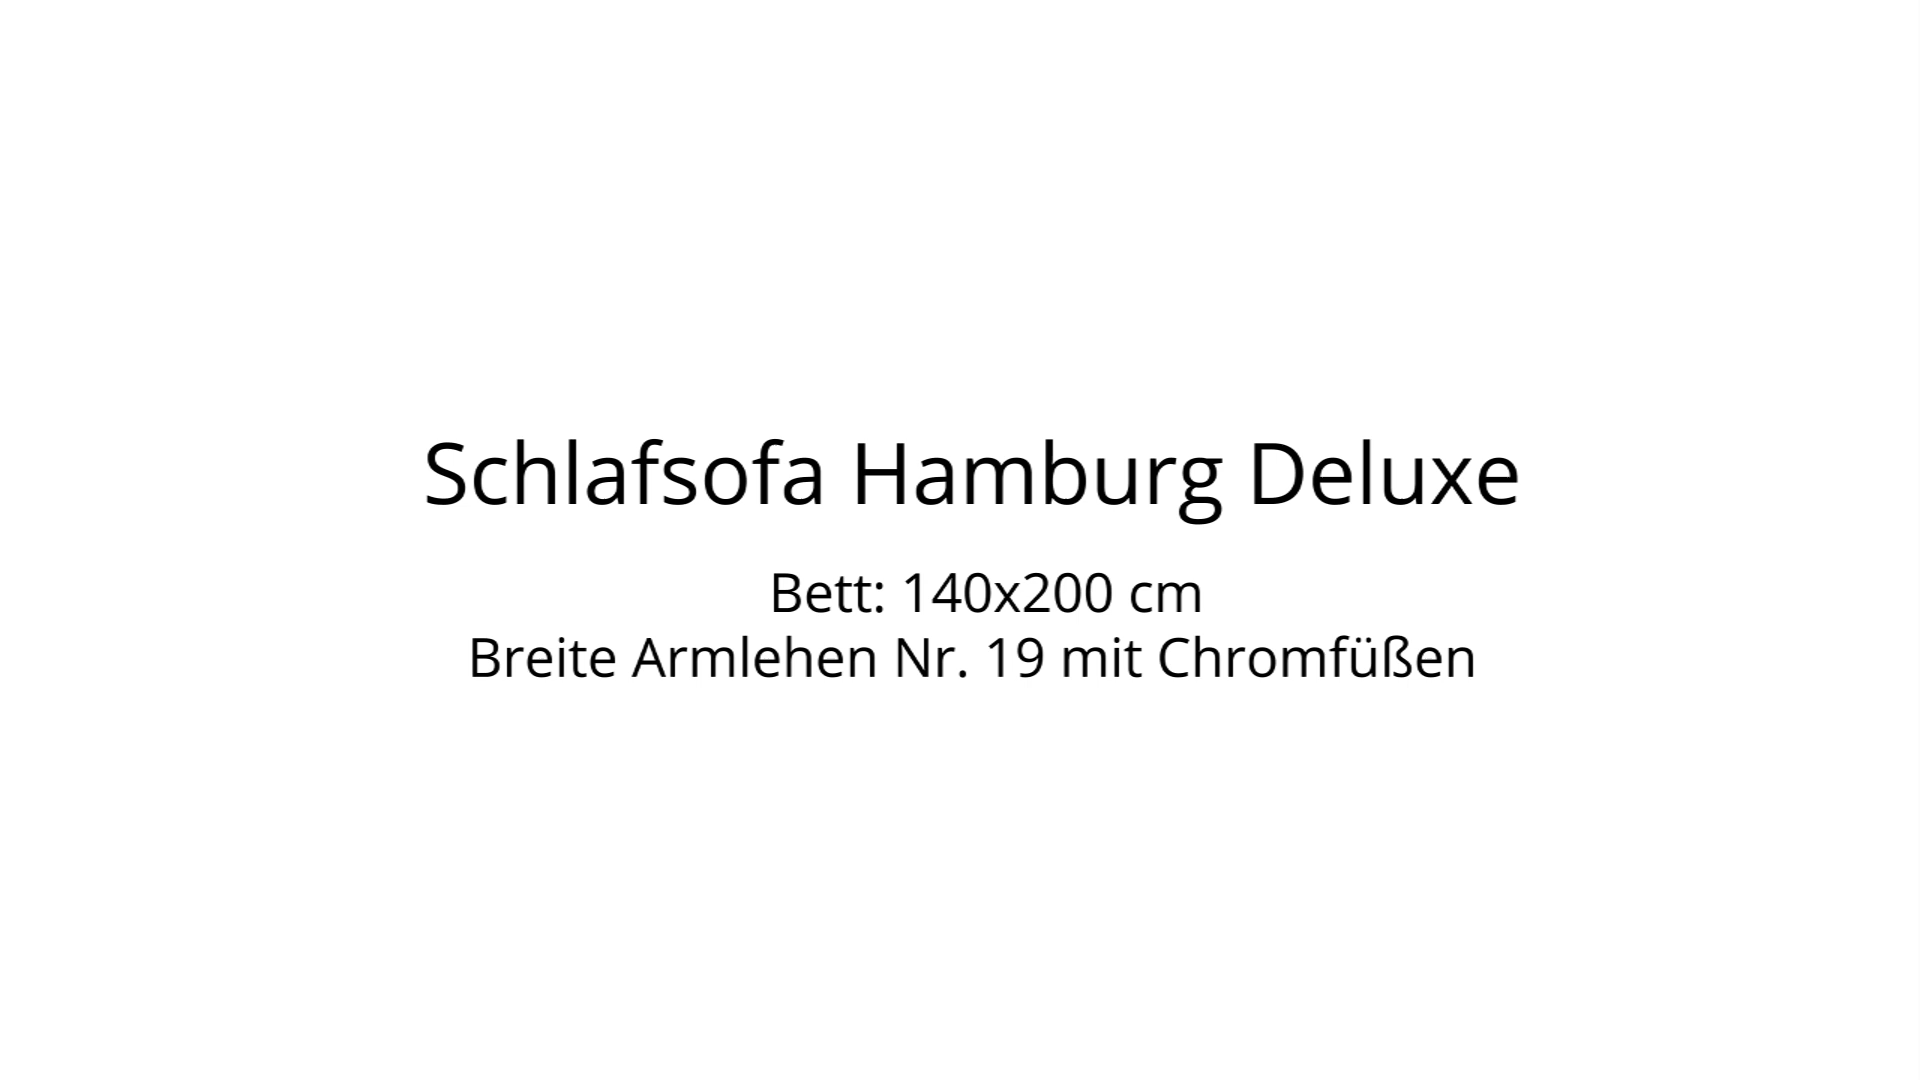 Schlafsofa Hamburg Deluxe
Bett: 140x200 cm
Breite Armlehen Nr. 19 mit Chromfüßen